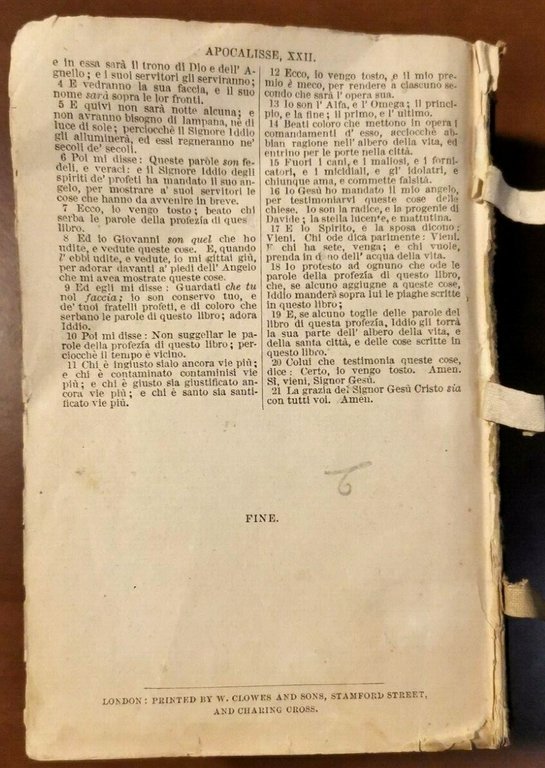 APOCALISSE, XXII.
e in essa sarà il trono di Dio e dell' A-
gnello; e i suoi servitori gli serviranno;
4 E vedranno la sua faccia, e il suo
nome sarà sopra le lor fronti.
5 E quivi non sarà notte alcuna; e
non avranno bisogno di lampana, nè di
luce di sole; perciocchè il Signore Iddio
gli alluminerà, ed essi regneranno ne'
secoli de' secoli.
6 Poi mi disse: Queste parole son fe-
deli, e veraci: e il Signore Iddio degli
spiriti de' profeti ha mandato il suo an-
gelo, per mostrare a' suoi servitori le
cose che hanno da avvenire in breve.
7 Ecco, io vengo tosto; beato chi
serba le parole della profezia di ques
libro.
8 Ed io Giovanni son quel che ho
udite, e vedute queste cose. E, quando
l' ebbi udite, e vedute, io mi gittai giù,
per adorar davanti a' piedi dell' Angelo
che mi avea mostrate queste cose.
9 Ed egli mi disse: Guardati che tu
nol faccia; io son conservo tuo, e
de' tuoi fratelli profeti, e di coloro che
serbano le parole di questo libro; adora
Iddio.
10 Poi mi disse: Non suggellar le pa-
role della profezia di questo libro; per-
ciocchè il tempo è vicino.
11 Chi è ingiusto sialo ancora vie più;
e chi è contaminato contaminisi vie
più; e chi è giusto sia giustificato ancor
vie più; e chi è santo sia santi-
ficato vie più.
12 Ecco, io vengo tosto, e il mio pre-
mio è meco, per rendere a ciascuno se-
condo che sarà l' opera sua.
13 Io son l' Alfa, e l' Omega; il princi-
pio, e la fine; il primo, e l' ultimo.
14 Beati coloro che mettono in opera i
comandamenti d' esso, acciocchè ab-
bian ragione nell' albero della vita, ed
entrino per le porte nella città.
15 Fuori i cani, e i maliosi, e i forni-
catori, e i micidiali, e gl' idolatri, e
chiunque ama, e commette falsità.
16 Io Gesù ho mandato il mio angelo,
per testimoniarvi queste cose nelle
chiese. Io son la radice, e la progenie di
Davide; la stella lucente, e mattutina.
17 E lo Spirito, e la sposa dicono:
Vieni. Chi ode dica parimente: Vieni.
E chi ha sete, venga; e chi vuole,
prenda in dono dell' acqua della vita.
18 Io protesto ad ognuno che ode le
parole della profezia di questo libro,
che, se alcuno aggiugne a queste cose,
Iddio manderà sopra lui le piaghe scritte
in questo libro;
19 E, se alcuno toglie delle parole del
libro di questa profezia, Iddio gli torrà
la sua parte dell' albero della vita, e
della santa città, e delle cose scritte in
questo libro.
20 Colui che testimonia queste cose,
dice: Certo, io vengo tosto. Amen.
Sì, vieni, Signor Gesù.
21 La grazia del Signor Gesù Cristo sia
con tutti voi. Amen.
FINE.
LONDON: PRINTED BY W. CLOWES AND SONS, STAMFORD STREET,
AND CHARING CROSS.